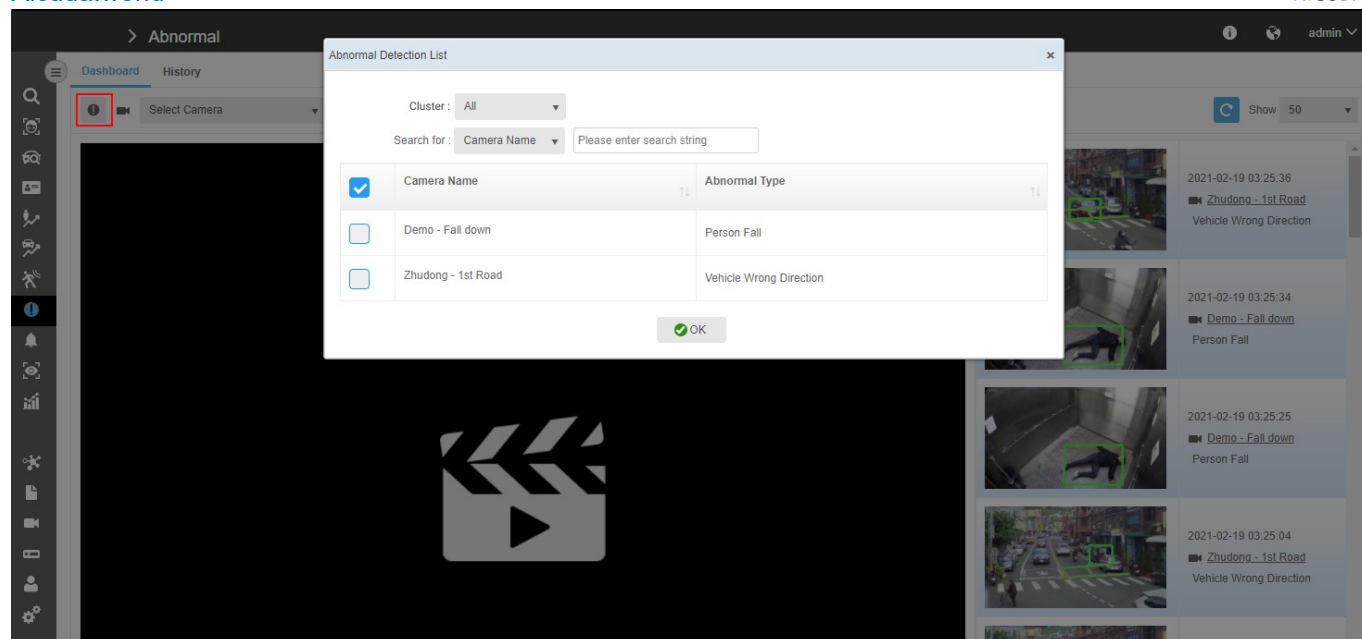 > Abnormal
admin
Dashboard History
Select Camera
Show 50
Abnormal Detection List ×
Cluster : All
Search for : Camera Name Please enter search string
Camera Name Abnormal Type
Demo - Fall down Person Fall
Zhudong - 1st Road Vehicle Wrong Direction
OK
2021-02-19 03:25:36
Zhudong - 1st Road
Vehicle Wrong Direction
2021-02-19 03:25:34
Demo - Fall down
Person Fall
2021-02-19 03:25:25
Demo - Fall down
Person Fall
2021-02-19 03:25:04
Zhudong - 1st Road
Vehicle Wrong Direction